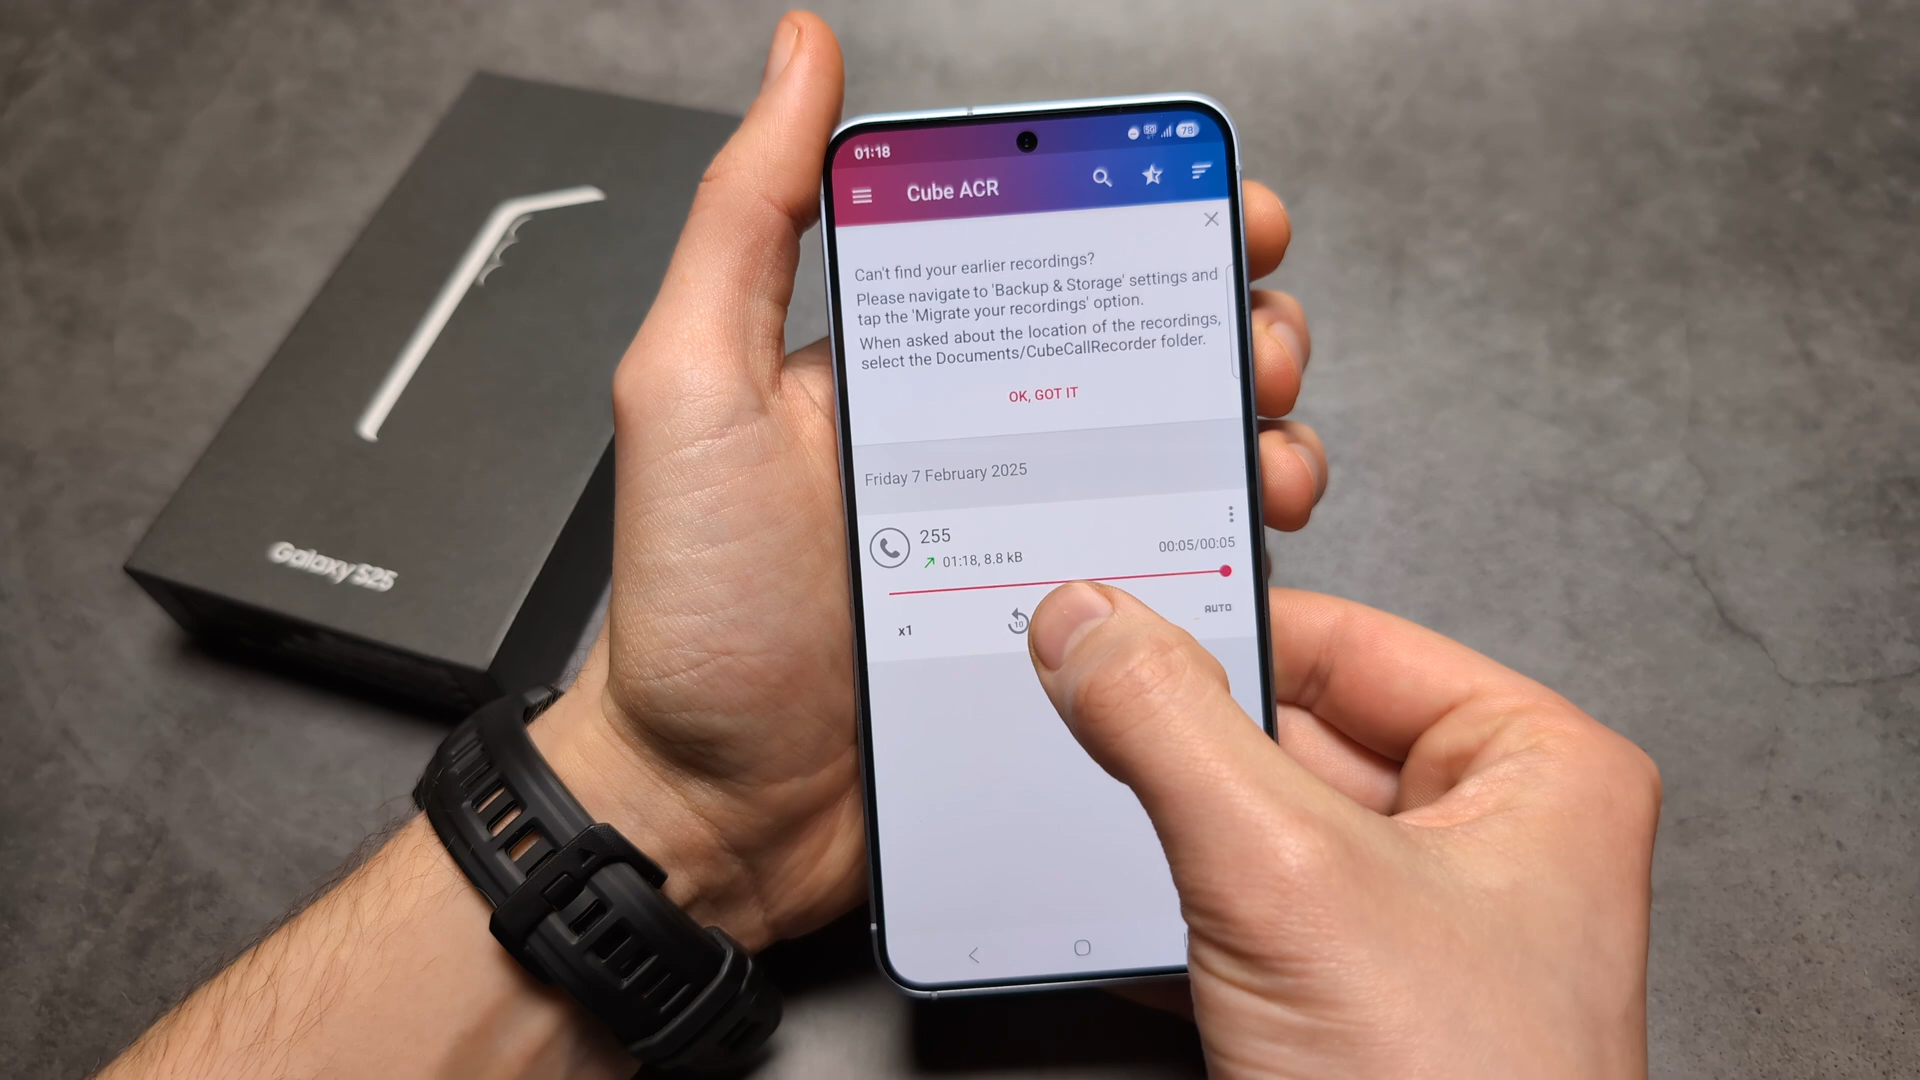 01:18
78
Cube ACR
Can't find your earlier recordings?
Please navigate to 'Backup & Storage' settings and
tap the 'Migrate your recordings' option.
When asked about the location of the recordings,
select the Documents/CubeCallRecorder folder.
OK, GOT IT
Friday 7 February 2025
255
01:18, 8.8 kB
00:05/00:05
x1
10
AUTO
Galaxy S25